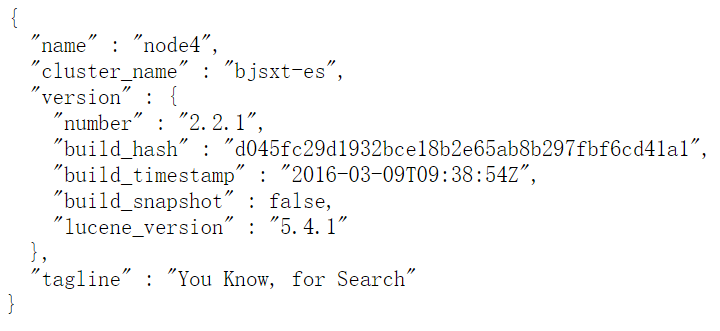 {
  "name" : "node4",
  "cluster_name" : "bjsxt-es",
  "version" : {
    "number" : "2.2.1",
    "build_hash" : "d045fc29d1932bce18b2e65ab8b297fbf6cd41a1",
    "build_timestamp" : "2016-03-09T09:38:54Z",
    "build_snapshot" : false,
    "lucene_version" : "5.4.1"
  },
  "tagline" : "You Know, for Search"
}